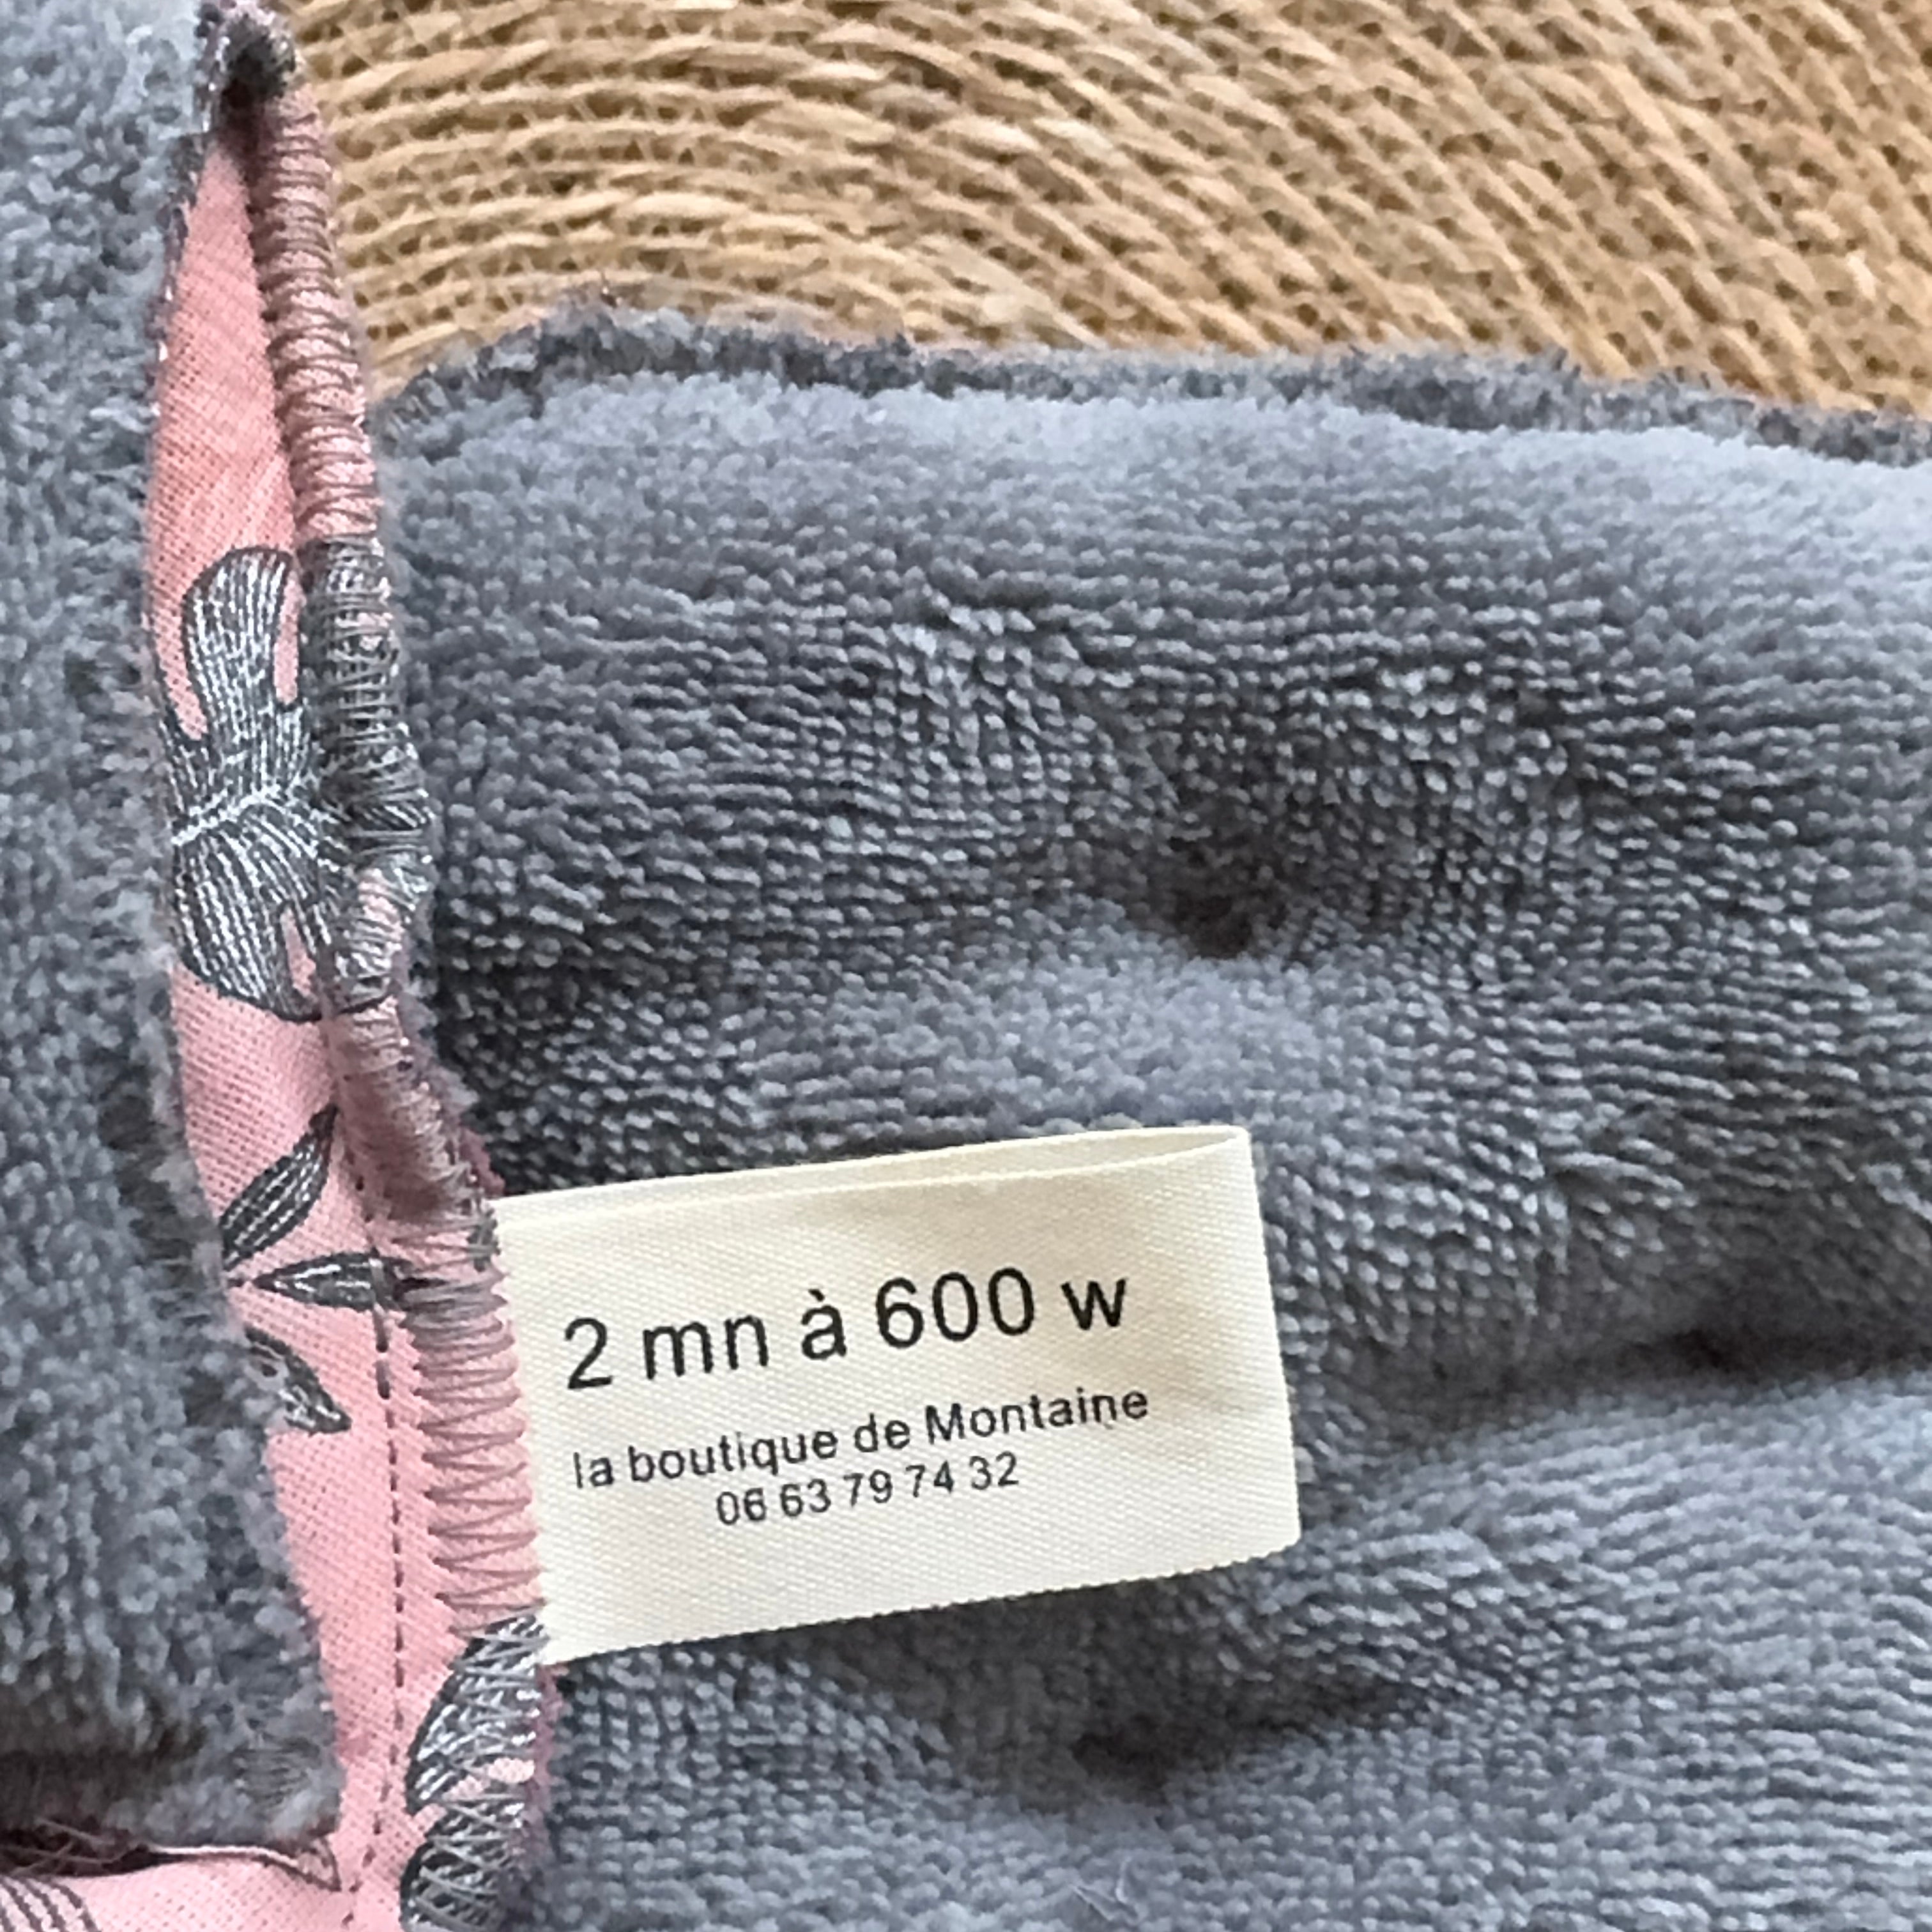 2 mn à 600 w
la boutique de Montaine
06 63 79 74 32